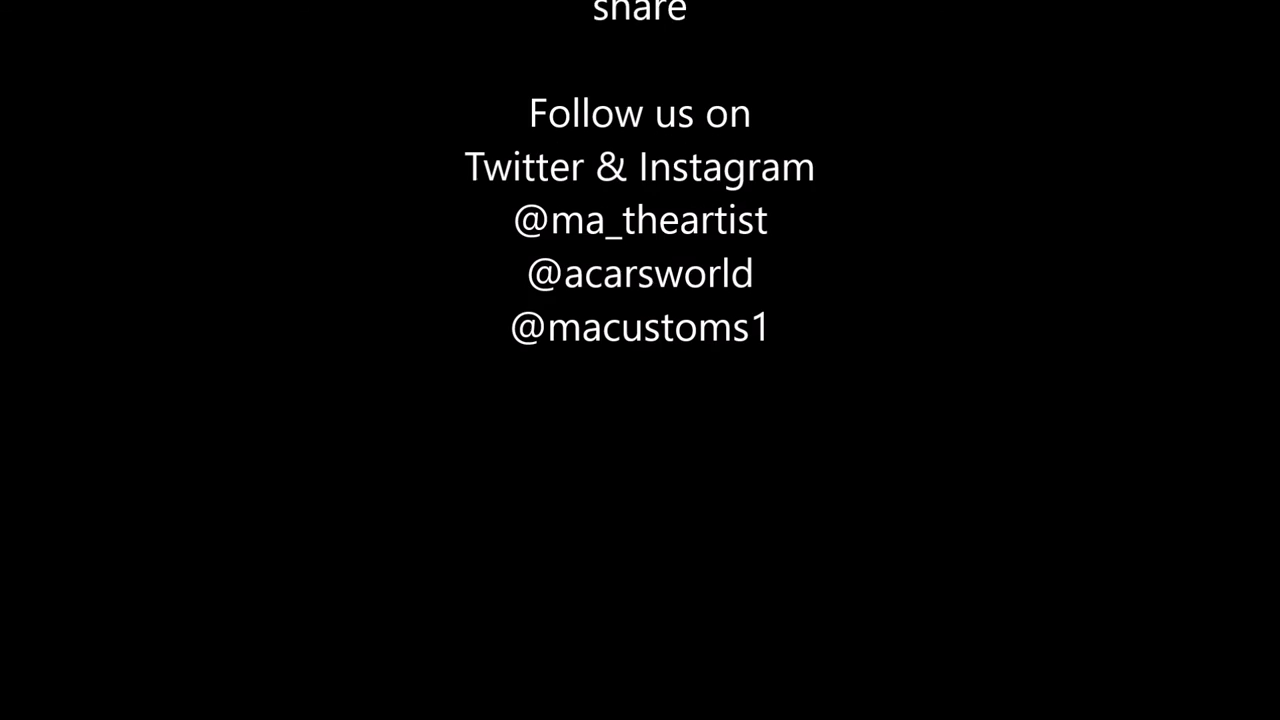 share
Follow us on
Twitter & Instagram
@ma_theartist
@acarsworld
@macustoms1